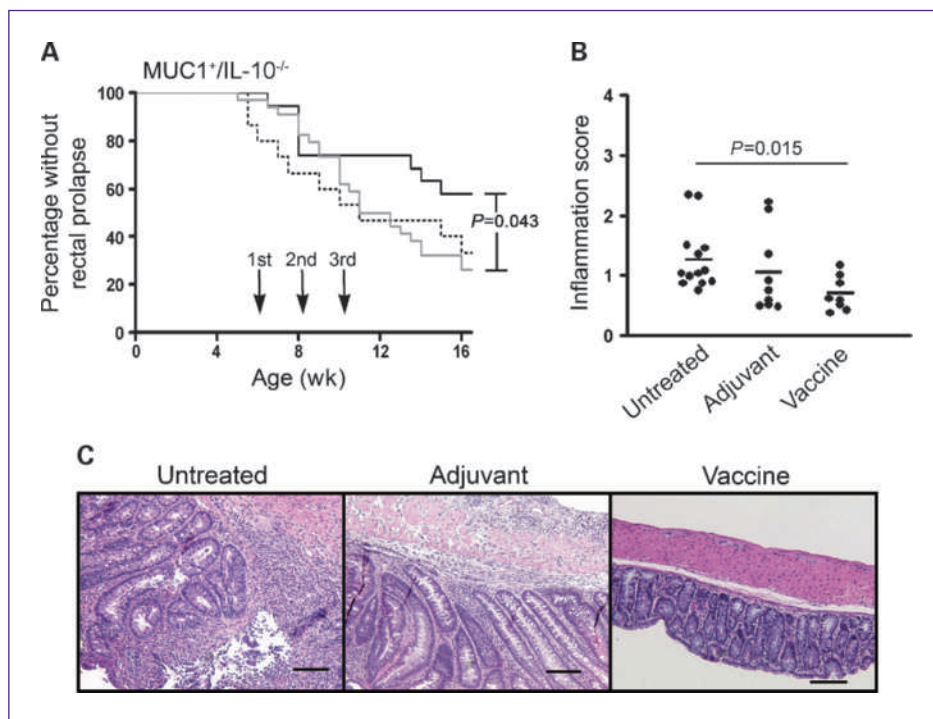 A
MUC1⁺/IL-10⁻/⁻
Percentage without
rectal prolapse
100
80
60
40
20
0
1st 2nd 3rd
P=0.043
0 4 8 12 16
Age (wk)
B
Inflammation score
4
3
2
1
0
P=0.015
Untreated
Adjuvant
Vaccine
C
Untreated Adjuvant Vaccine